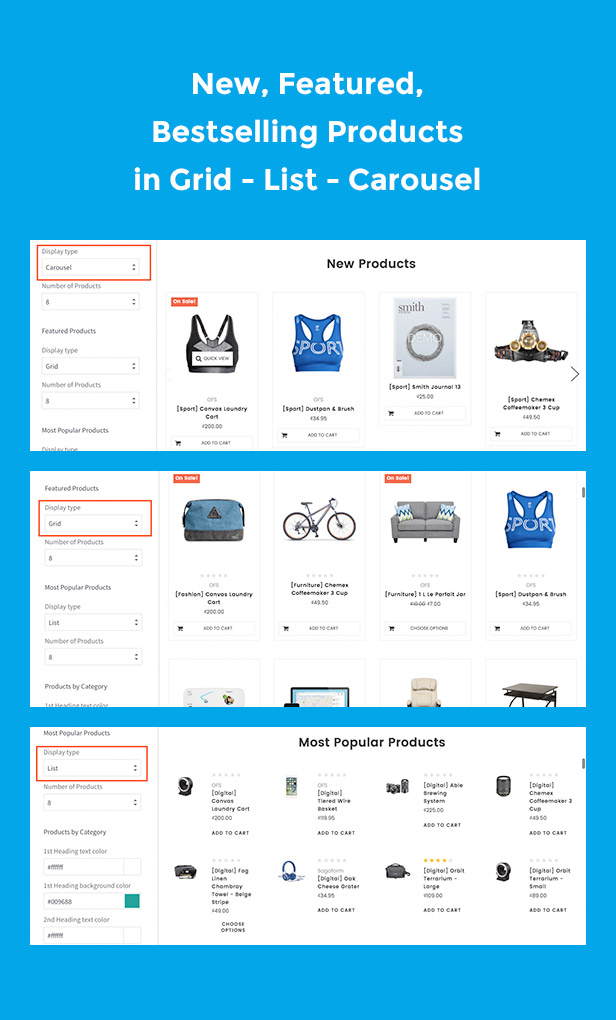 New, Featured,
Bestselling Products
in Grid - List - Carousel
Display type
Carousel
Number of Products
8
Featured Products
Display type
Grid
Number of Products
8
Most Popular Products
Display type
New Products
On Sale!
QUICK VIEW
OFS
[Sport] Canvas Laundry
Cart
₹200.00
ADD TO CART
SPORT
OFS
[Sport] Dustpan & Brush
₹34.95
ADD TO CART
smith
DEMO
[Sport] Smith Journal 13
₹25.00
ADD TO CART
[Sport] Chemex
Coffeemaker 3 Cup
₹49.50
ADD TO CART
Featured Products
Display type
Grid
Number of Products
8
Most Popular Products
Display type
List
Number of Products
8
Products by Category
1st Heading text color
On Sale!
OFS
[Fashion] Canvas Laundry
Cart
₹200.00
ADD TO CART
[Furniture] Chemex
Coffeemaker 3 Cup
₹49.50
ADD TO CART
On Sale!
OFS
[Furniture] 1 L Le Parfait Jar
₹10.00 ₹7.00
CHOOSE OPTIONS
SPORT
OFS
[Sport] Dustpan & Brush
₹34.95
ADD TO CART
Most Popular Products
Display type
List
Number of Products
8
Products by Category
1st Heading text color
#ffffff
1st Heading background color
#009688
2nd Heading text color
#ffffff
Most Popular Products
OFS
[Digital]
Canvas
Laundry Cart
₹200.00
ADD TO CART
OFS
[Digital]
Tiered Wire
Basket
₹119.95
ADD TO CART
[Digital] Able
Brewing
System
₹225.00
ADD TO CART
[Digital]
Chemex
Coffeemaker 3
Cup
₹49.50
ADD TO CART
[Digital] Fog
Linen
Chambray
Towel - Beige
Stripe
₹49.00
CHOOSE
OPTIONS
Sagaform
[Digital] Oak
Cheese Grater
₹34.95
ADD TO CART
[Digital] Orbit
Terrarium -
Large
₹109.00
ADD TO CART
[Digital] Orbit
Terrarium -
Small
₹89.00
ADD TO CART